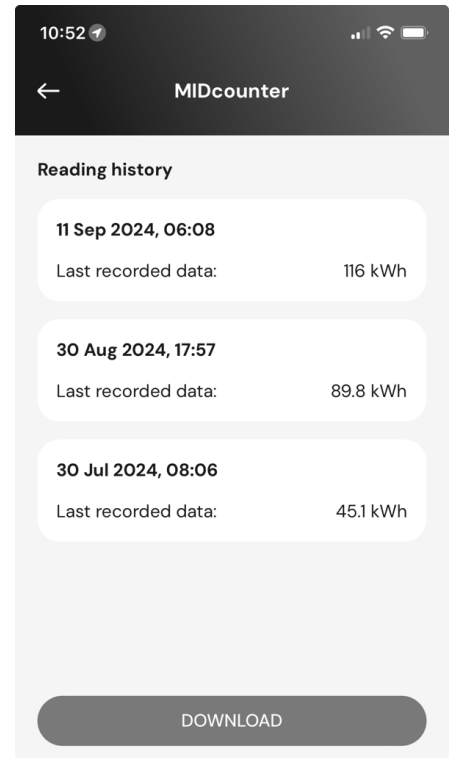 10:52
MIDcounter
Reading history
11 Sep 2024, 06:08
Last recorded data: 116 kWh
30 Aug 2024, 17:57
Last recorded data: 89.8 kWh
30 Jul 2024, 08:06
Last recorded data: 45.1 kWh
DOWNLOAD